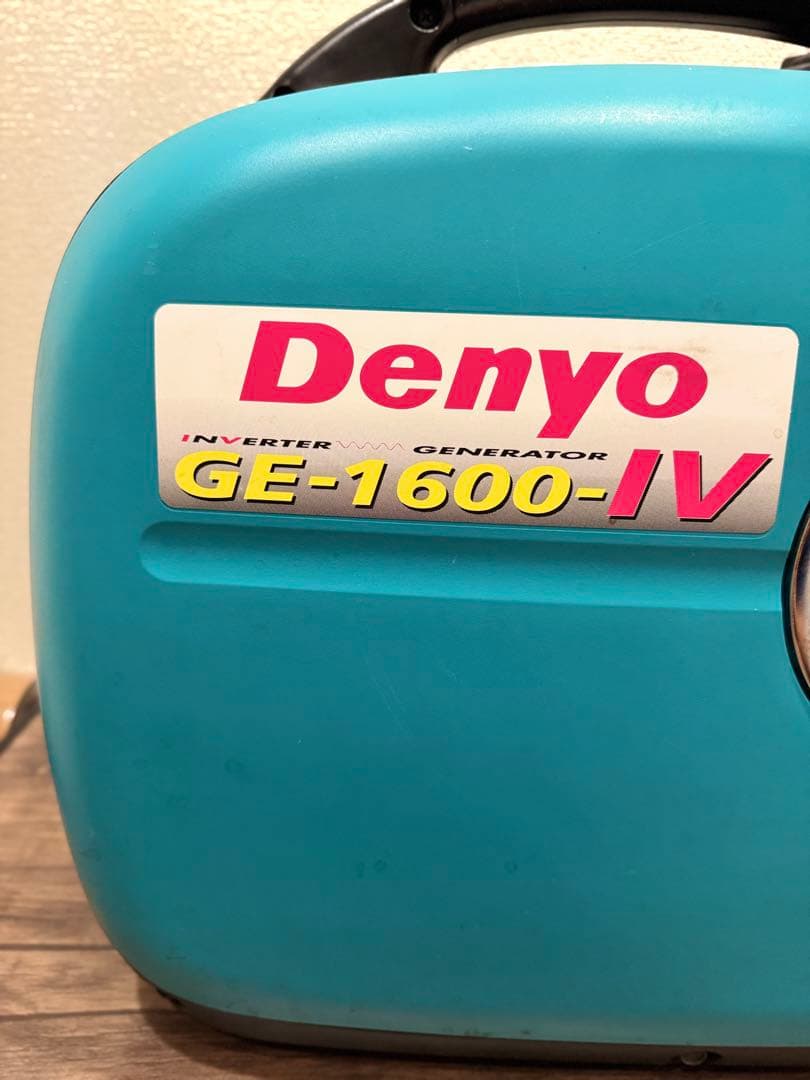 Denyo
INVERTER GENERATOR
GE-1600-IV